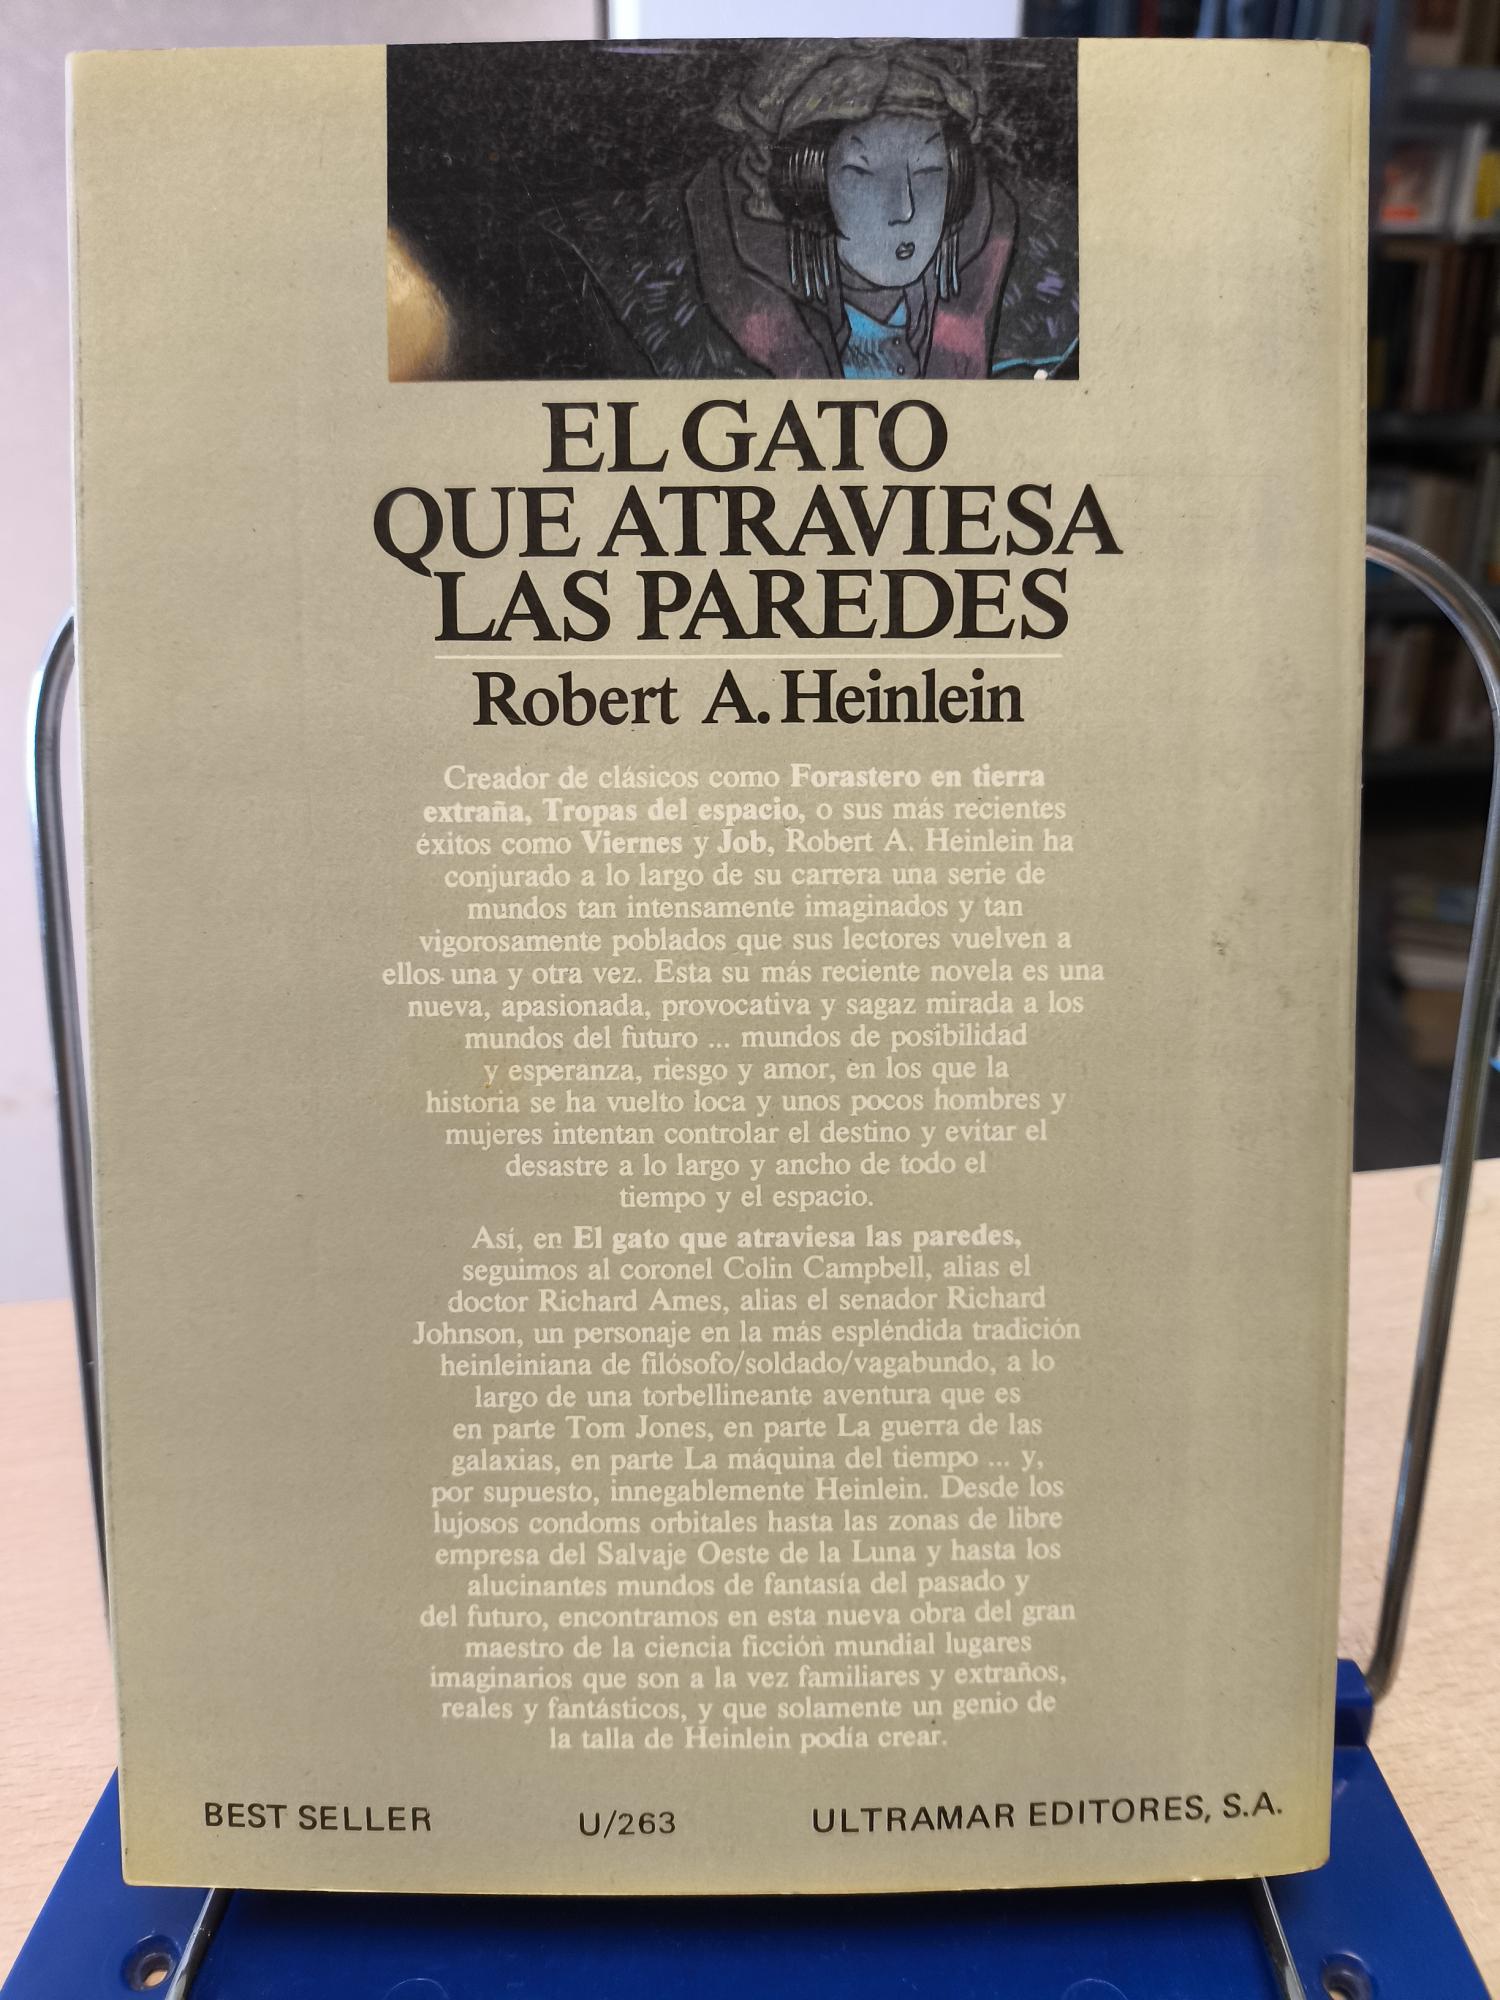 EL GATO
QUE ATRAVIESA
LAS PAREDES
Robert A. Heinlein
Creador de clásicos como Forastero en tierra
extraña, Tropas del espacio, o sus más recientes
éxitos como Viernes y Job, Robert A. Heinlein ha
conjurado a lo largo de su carrera una serie de
mundos tan intensamente imaginados y tan
vigorosamente poblados que sus lectores vuelven a
ellos una y otra vez. Esta su más reciente novela es una
nueva, apasionada, provocativa y sagaz mirada a los
mundos del futuro ... mundos de posibilidad
y esperanza, riesgo y amor, en los que la
historia se ha vuelto loca y unos pocos hombres y
mujeres intentan controlar el destino y evitar el
desastre a lo largo y ancho de todo el
tiempo y el espacio.
Así, en El gato que atraviesa las paredes,
seguimos al coronel Colin Campbell, alias el
doctor Richard Ames, alias el senador Richard
Johnson, un personaje en la más espléndida tradición
heinleiniana de filósofo/soldado/vagabundo, a lo
largo de una torbellineante aventura que es
en parte Tom Jones, en parte La guerra de las
galaxias, en parte La máquina del tiempo ... y,
por supuesto, innegablemente Heinlein. Desde los
lujosos condoms orbitales hasta las zonas de libre
empresa del Salvaje Oeste de la Luna y hasta los
alucinantes mundos de fantasía del pasado y
del futuro, encontramos en esta nueva obra del gran
maestro de la ciencia ficción mundial lugares
imaginarios que son a la vez familiares y extraños,
reales y fantásticos, y que solamente un genio de
la talla de Heinlein podía crear.
BEST SELLER U/263 ULTRAMAR EDITORES, S.A.